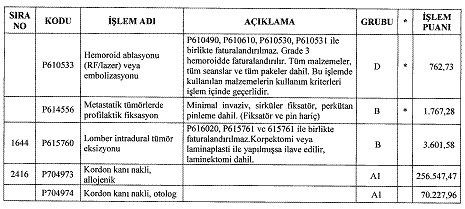 SIRA NO KODU İŞLEM ADI AÇIKLAMA GRUBU * İŞLEM PUANI
P610533 Hemoroid ablasyonu (RF/lazer) veya embolizasyonu
P610490, P610610, P610530, P610531 ile
birlikte faturalandırılmaz. Grade 3
hemoroidde faturalandırılır. Tüm malzemeler,
tüm seanslar ve tüm paketler dahil. Bu işlemde
kullanılan malzemelerin kullanım kriterleri
işlem içinde geçerlidir.
D * 762,73
P614556 Metastatik tümörlerde profilaktik fiksasyon
Minimal invaziv, sirküler fiksatör, perkütan
pinleme dahil. (Fiksatör ve pin hariç)
B * 1.767,28
1644 P615760 Lomber intradural tümör eksizyonu
P616020, P615761 ve 615761 ile birlikte
faturalandırılmaz.Korpektomi veya
laminaplasti ile yapılmışsa ilave edilir,
laminektomi dahil.
B 3.601,58
2416 P704973 Kordon kanı nakli, allojenik A1 256.547,47
P704974 Kordon kanı nakli, otolog A1 70.227,96